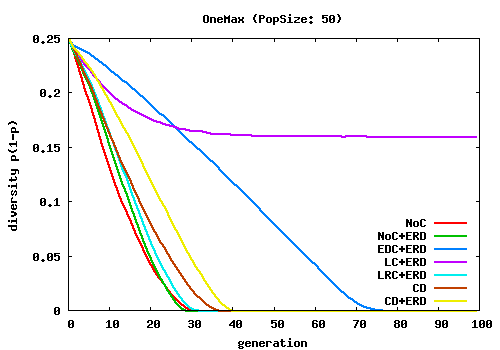 OneMax (PopSize: 50)
diversity p(1-p)
0.25
0.2
0.15
0.1
0.05
0
0 10 20 30 40 50 60 70 80 90 100
generation
NoC
NoC+ERD
EDC+ERD
LC+ERD
LRC+ERD
CD
CD+ERD